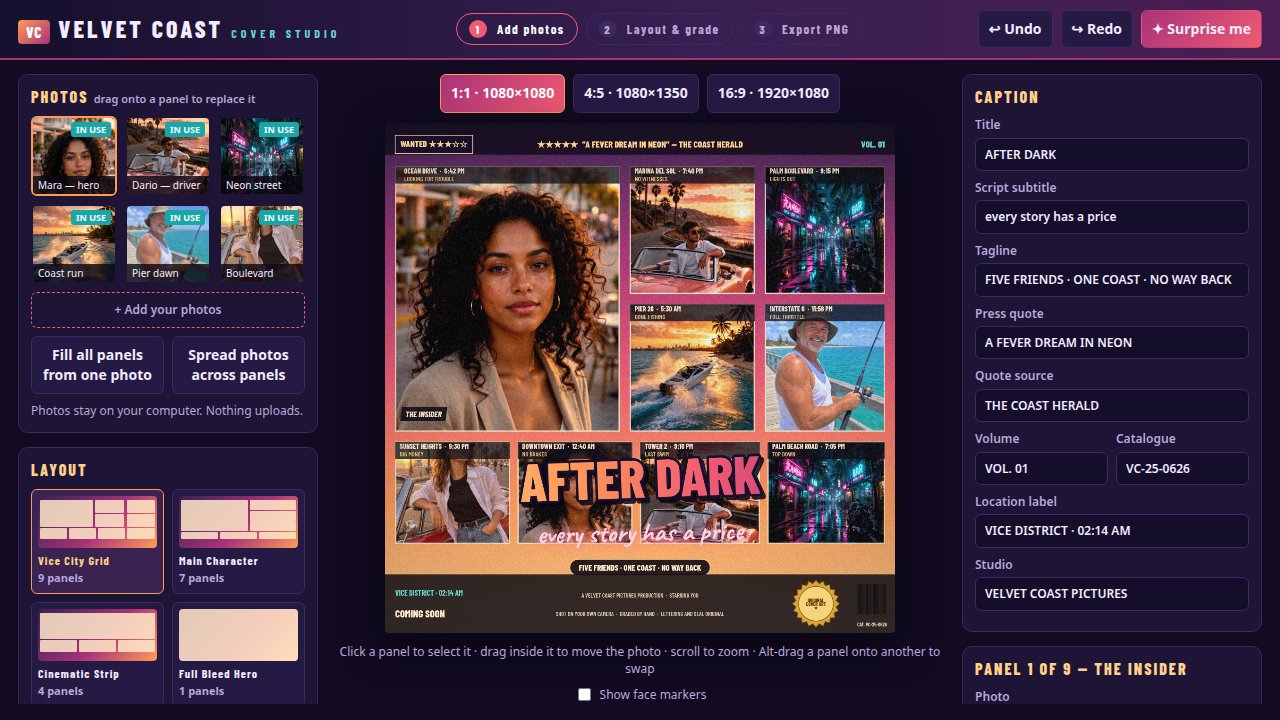 VC VELVET COAST COVER STUDIO
1 Add photos
2 Layout & grade
3 Export PNG
↩ Undo
↪ Redo
✦ Surprise me
PHOTOS drag onto a panel to replace it
IN USE
Mara — hero
IN USE
Dario — driver
IN USE
Neon street
IN USE
Coast run
IN USE
Pier dawn
IN USE
Boulevard
+ Add your photos
Fill all panels
from one photo
Spread photos
across panels
Photos stay on your computer. Nothing uploads.
LAYOUT
Vice City Grid
9 panels
Main Character
7 panels
Cinematic Strip
4 panels
Full Bleed Hero
1 panels
1:1 · 1080×1080
4:5 · 1080×1350
16:9 · 1920×1080
WANTED ★★★☆☆
★★★★★ "A FEVER DREAM IN NEON" — THE COAST HERALD
VOL. 01
OCEAN DRIVE · 6:42 PM
LOOKING FOR TROUBLE
MARINA DEL SOL · 7:40 PM
NO WITNESSES
PALM BOULEVARD · 9:15 PM
LIGHTS OUT
THE INSIDER
PIER 26 · 5:30 AM
GONE FISHING
INTERSTATE 6 · 11:58 PM
FULL THROTTLE
SUNSET HEIGHTS · 9:30 PM
BIG MONEY
DOWNTOWN EXIT · 12:40 AM
NO BRAKES
TOWER 2 · 8:10 PM
LAST SWIM
PALM BEACH ROAD · 7:05 PM
TOP DOWN
AFTER DARK
every story has a price
FIVE FRIENDS · ONE COAST · NO WAY BACK
VICE DISTRICT · 02:14 AM
COMING SOON
A VELVET COAST PICTURES PRODUCTION · STARRING YOU
SHOT ON YOUR OWN CAMERA · GRADED BY HAND · LETTERING AND SEAL ORIGINAL
CAT. VC-25-0626
Click a panel to select it · drag inside it to move the photo · scroll to zoom · Alt-drag a panel onto another to
swap
Show face markers
CAPTION
Title
AFTER DARK
Script subtitle
every story has a price
Tagline
FIVE FRIENDS · ONE COAST · NO WAY BACK
Press quote
A FEVER DREAM IN NEON
Quote source
THE COAST HERALD
Volume
VOL. 01
Catalogue
VC-25-0626
Location label
VICE DISTRICT · 02:14 AM
Studio
VELVET COAST PICTURES
PANEL 1 OF 9 — THE INSIDER
Photo